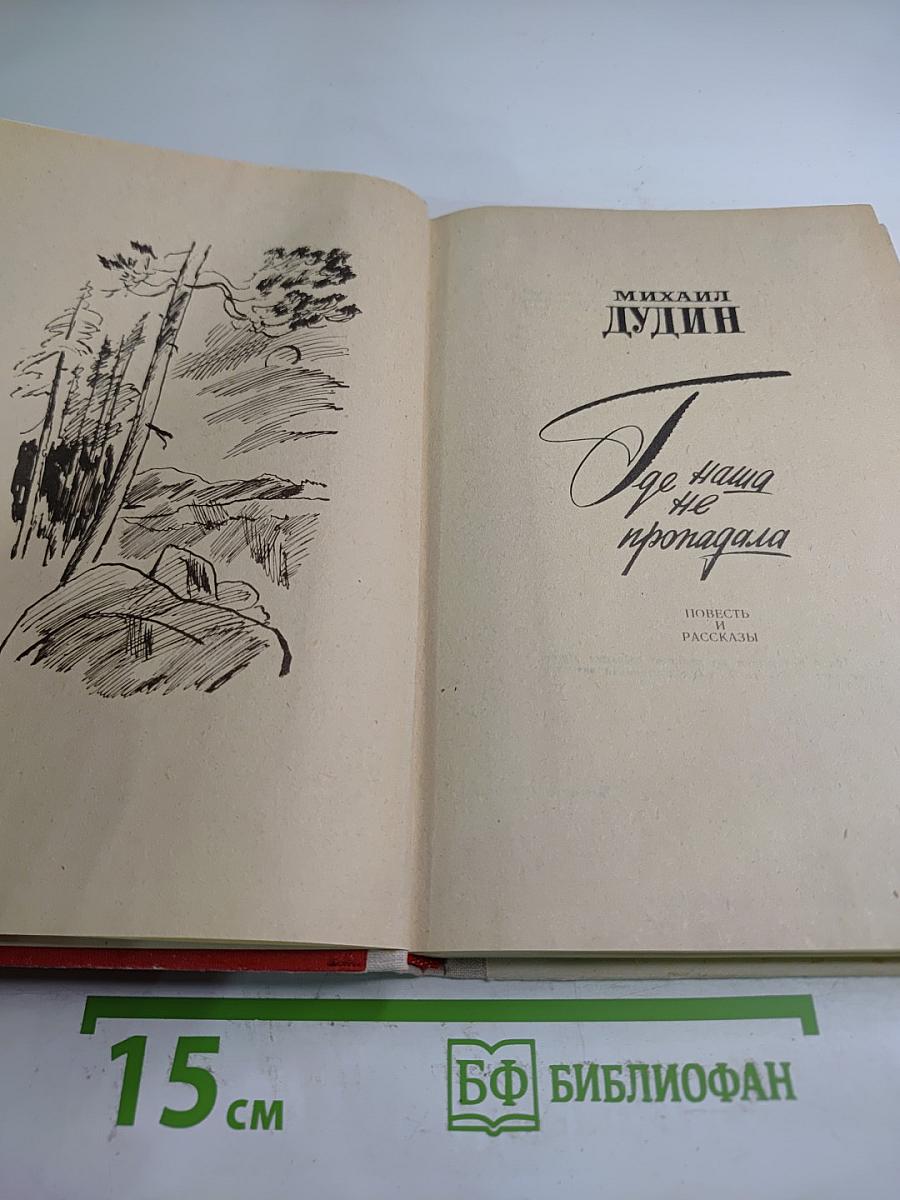 МИХАИЛ
ДУДИН
Где наша
не
пропадала
ПОВЕСТЬ
И
РАССКАЗЫ
15 см
БФ БИБЛИОФАН